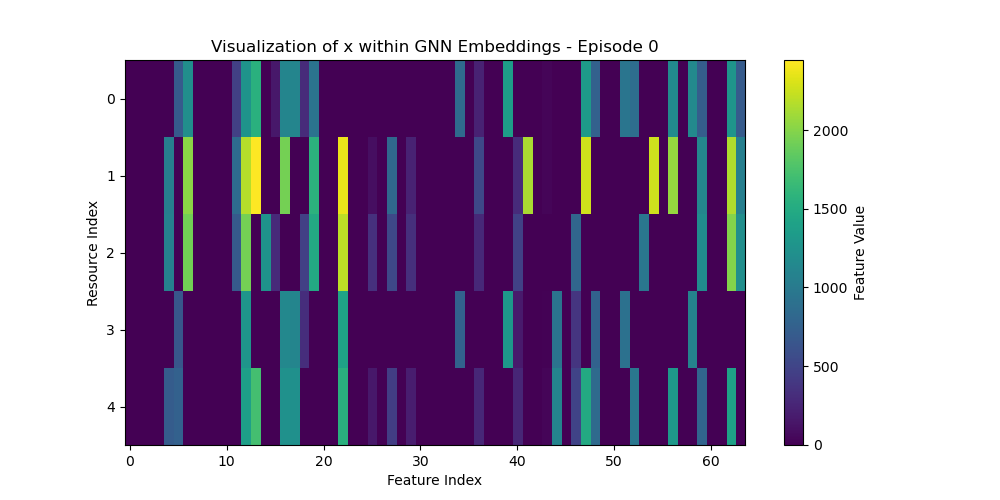 Visualization of x within GNN Embeddings - Episode 0
Resource Index
0
1
2
3
4
0 10 20 30 40 50 60
Feature Index
2000
1500
1000
500
0
Feature Value